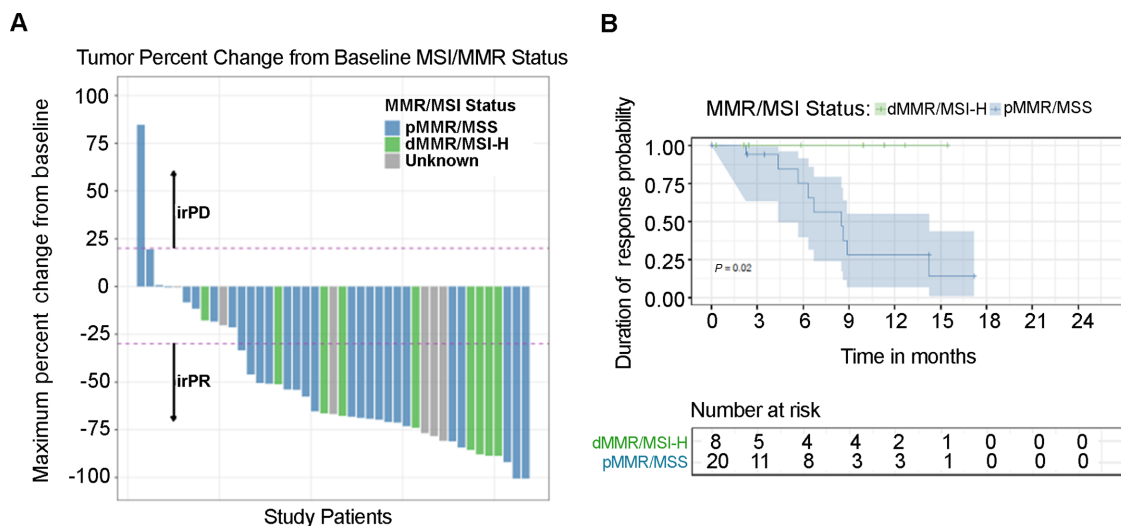 A
Tumor Percent Change from Baseline MSI/MMR Status
Maximum percent change from baseline
100
75
50
25
0
-25
-50
-75
-100
MMR/MSI Status
pMMR/MSS
dMMR/MSI-H
Unknown
irPD
irPR
Study Patients
B
MMR/MSI Status: dMMR/MSI-H pMMR/MSS
Duration of response probability
1.00
0.75
0.50
0.25
0.00
P = 0.02
0 3 6 9 12 15 18 21 24
Time in months
Number at risk
dMMR/MSI-H 8 5 4 4 2 1 0 0 0
pMMR/MSS 20 11 8 3 3 1 0 0 0